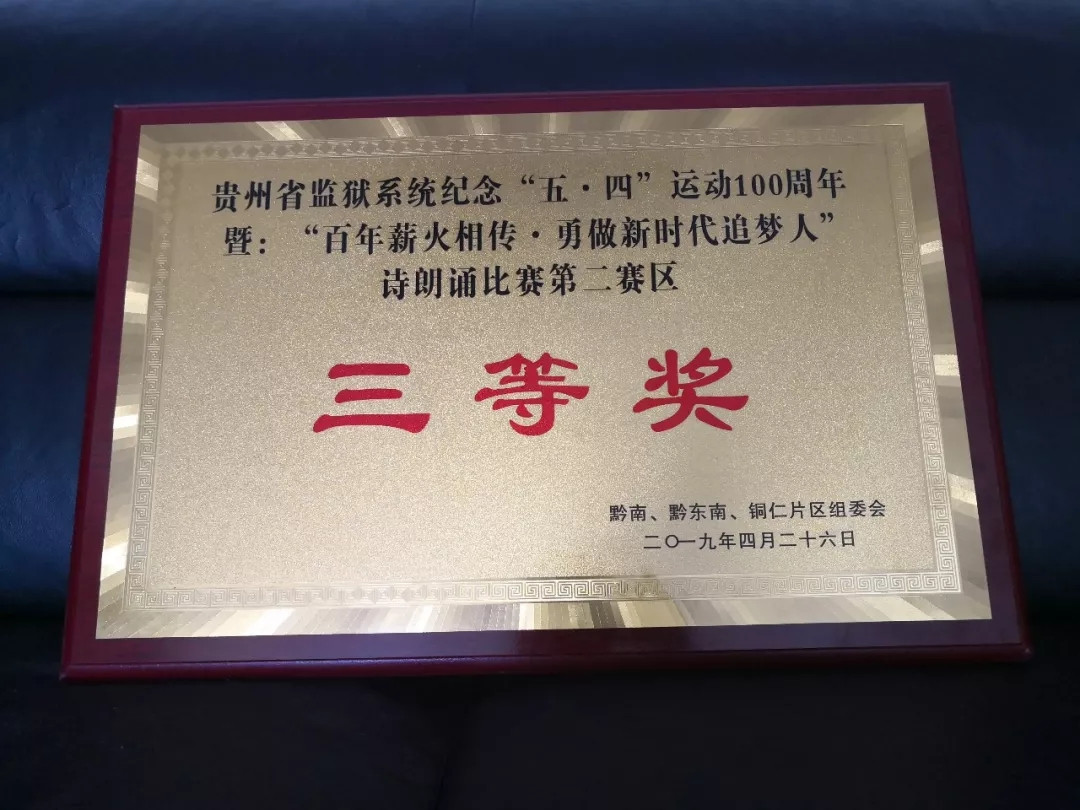 贵州省监狱系统纪念“五·四”运动100周年
暨：“百年薪火相传·勇做新时代追梦人”
诗朗诵比赛第二赛区
三等奖
黔南、黔东南、铜仁片区组委会
二〇一九年四月二十六日